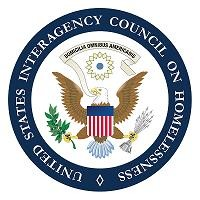 UNITED STATES INTERAGENCY COUNCIL ON HOMELESSNESS
DOMICILIA OMNIBUS AMERICANIS